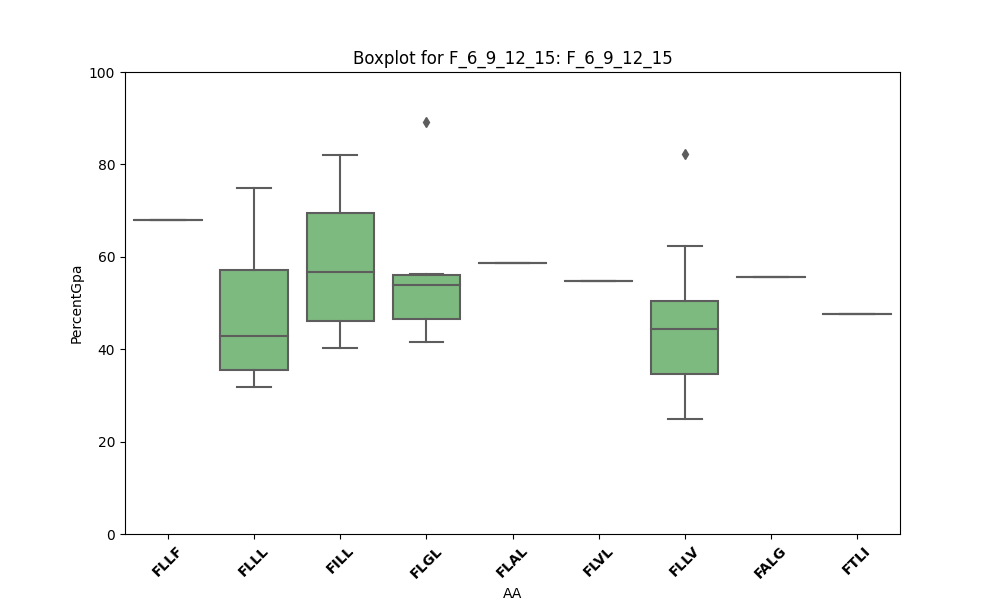 Boxplot for F_6_9_12_15: F_6_9_12_15
100
80
60
40
20
0
PercentGpa
FLLF
FLLL
FILL
FLGL
FLAL
FLVL
FLLV
FALG
FTLI
AA